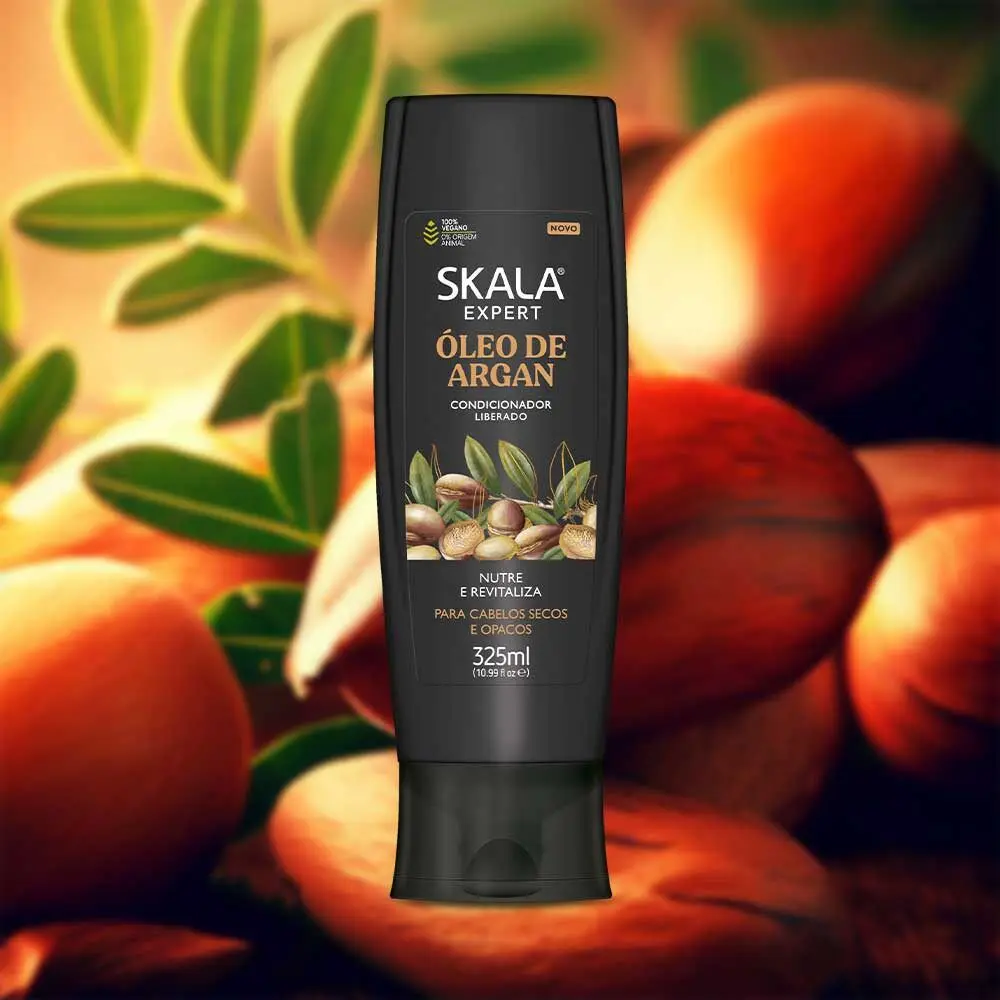 100%
VEGANO
0% ORIGEM
ANIMAL
NOVO
SKALA®
EXPERT
ÓLEO DE
ARGAN
CONDICIONADOR
LIBERADO
NUTRE
E REVITALIZA
PARA CABELOS SECOS
E OPACOS
325ml
(10.99 fl oz ℮)